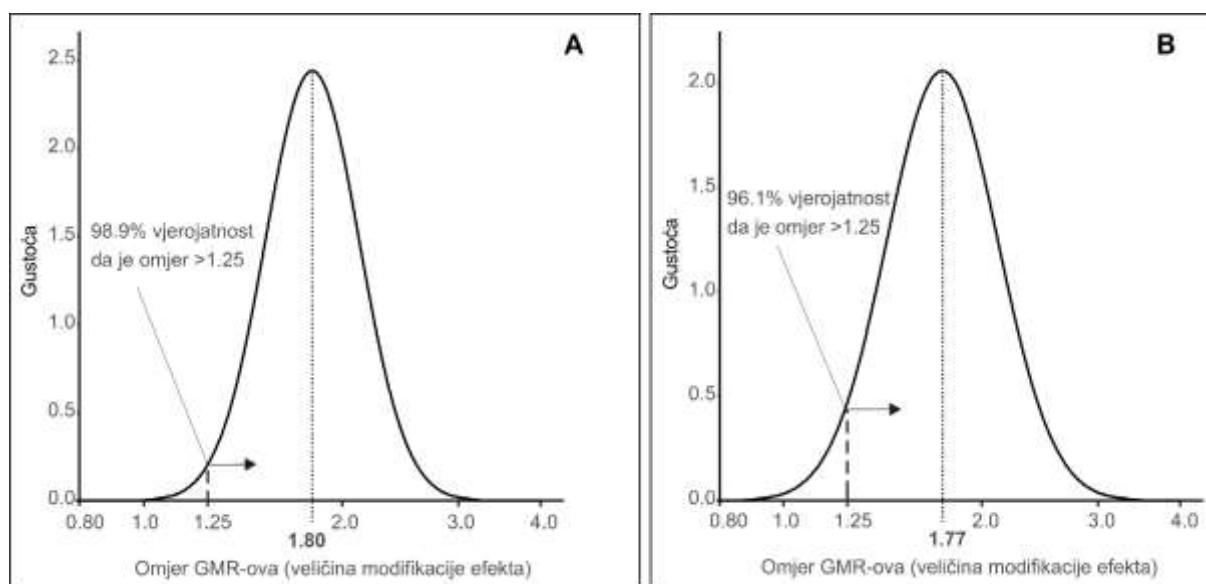 A
2.5
2.0
1.5
1.0
0.5
0.0
Gustoća
98.9% vjerojatnost
da je omjer >1.25
0.80 1.0 1.25 2.0 3.0 4.0
1.80
Omjer GMR-ova (veličina modifikacije efekta)
B
2.0
1.5
1.0
0.5
0.0
Gustoća
96.1% vjerojatnost
da je omjer >1.25
0.80 1.0 1.25 2.0 3.0 4.0
1.77
Omjer GMR-ova (veličina modifikacije efekta)